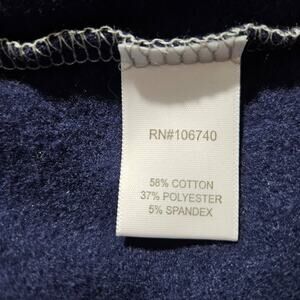 RN#106740
58% COTTON
37% POLYESTER
5% SPANDEX